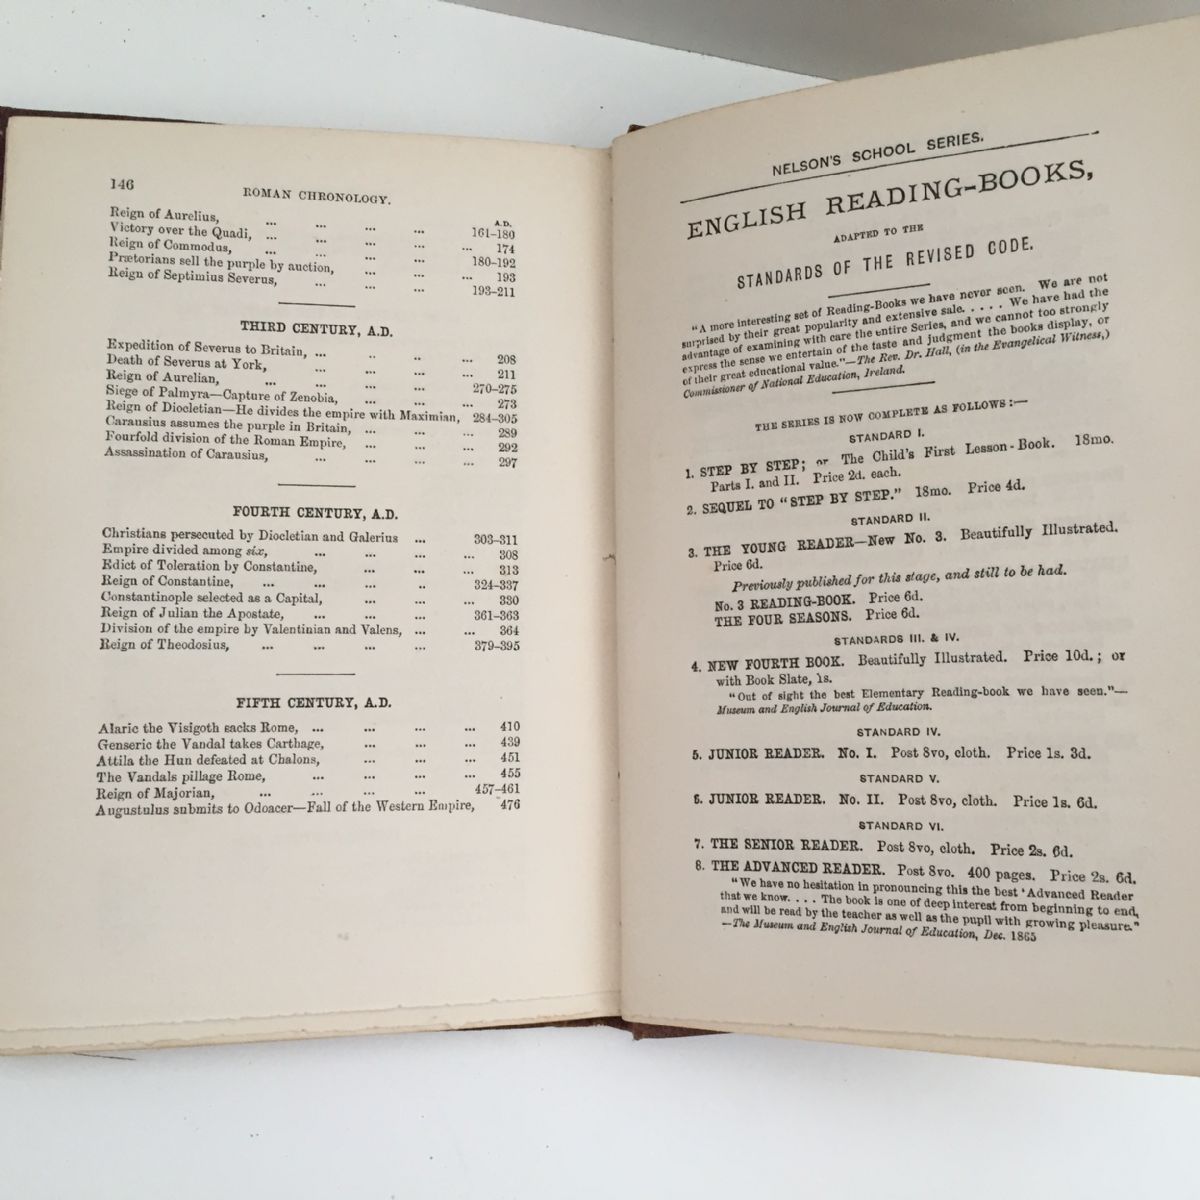 146
ROMAN CHRONOLOGY.
A.D.
Reign of Aurelius, ... ... ... ... 161–180
Victory over the Quadi, ... ... ... ... ... 174
Reign of Commodus, ... ... ... ... 180–192
Prætorians sell the purple by auction, ... ... ... 193
Reign of Septimius Severus, ... ... ... 193–211
THIRD CENTURY, A.D.
Expedition of Severus to Britain, ... .. .. ... 208
Death of Severus at York, ... ... ... ... 211
Reign of Aurelian, ... ... ... ... 270–275
Siege of Palmyra—Capture of Zenobia, ... ... ... 273
Reign of Diocletian—He divides the empire with Maximian, 284–305
Carausius assumes the purple in Britain, ... ... ... 289
Fourfold division of the Roman Empire, ... ... ... 292
Assassination of Carausius, ... ... ... ... 297
FOURTH CENTURY, A.D.
Christians persecuted by Diocletian and Galerius ... 303–311
Empire divided among six, ... ... ... ... 308
Edict of Toleration by Constantine, ... ... ... 313
Reign of Constantine, ... ... ... .. 324–337
Constantinople selected as a Capital, ... ... ... 330
Reign of Julian the Apostate, ... ... ... 361–363
Division of the empire by Valentinian and Valens, ... ... 364
Reign of Theodosius, ... ... ... ... 379–395
FIFTH CENTURY, A.D.
Alaric the Visigoth sacks Rome, ... ... ... ... 410
Genseric the Vandal takes Carthage, ... ... ... 439
Attila the Hun defeated at Chalons, ... ... ... 451
The Vandals pillage Rome, ... ... ... ... 455
Reign of Majorian, ... ... ... ... 457–461
Augustulus submits to Odoacer—Fall of the Western Empire, 476
NELSON'S SCHOOL SERIES.
ENGLISH READING-BOOKS,
ADAPTED TO THE
STANDARDS OF THE REVISED CODE.
"A more interesting set of Reading-Books we have never seen. We are not
surprised by their great popularity and extensive sale. . . . . We have had the
advantage of examining with care the entire Series, and we cannot too strongly
express the sense we entertain of the taste and judgment the books display, or
of their great educational value."—The Rev. Dr. Hall, (in the Evangelical Witness,)
Commissioner of National Education, Ireland.
THE SERIES IS NOW COMPLETE AS FOLLOWS:—
STANDARD I.
1. STEP BY STEP; or The Child's First Lesson-Book. 18mo.
Parts I. and II. Price 2d. each.
2. SEQUEL TO "STEP BY STEP." 18mo. Price 4d.
STANDARD II.
3. THE YOUNG READER—New No. 3. Beautifully Illustrated.
Price 6d.
Previously published for this stage, and still to be had.
No. 3 READING-BOOK. Price 6d.
THE FOUR SEASONS. Price 6d.
STANDARDS III. & IV.
4. NEW FOURTH BOOK. Beautifully Illustrated. Price 10d.; or
with Book Slate, 1s.
"Out of sight the best Elementary Reading-book we have seen."—
Museum and English Journal of Education.
STANDARD IV.
5. JUNIOR READER. No. I. Post 8vo, cloth. Price 1s. 3d.
STANDARD V.
6. JUNIOR READER. No. II. Post 8vo, cloth. Price 1s. 6d.
STANDARD VI.
7. THE SENIOR READER. Post 8vo, cloth. Price 2s. 6d.
8. THE ADVANCED READER. Post 8vo. 400 pages. Price 2s. 6d.
"We have no hesitation in pronouncing this the best 'Advanced Reader
that we know. . . . The book is one of deep interest from beginning to end,
and will be read by the teacher as well as the pupil with growing pleasure."
—The Museum and English Journal of Education, Dec. 1865